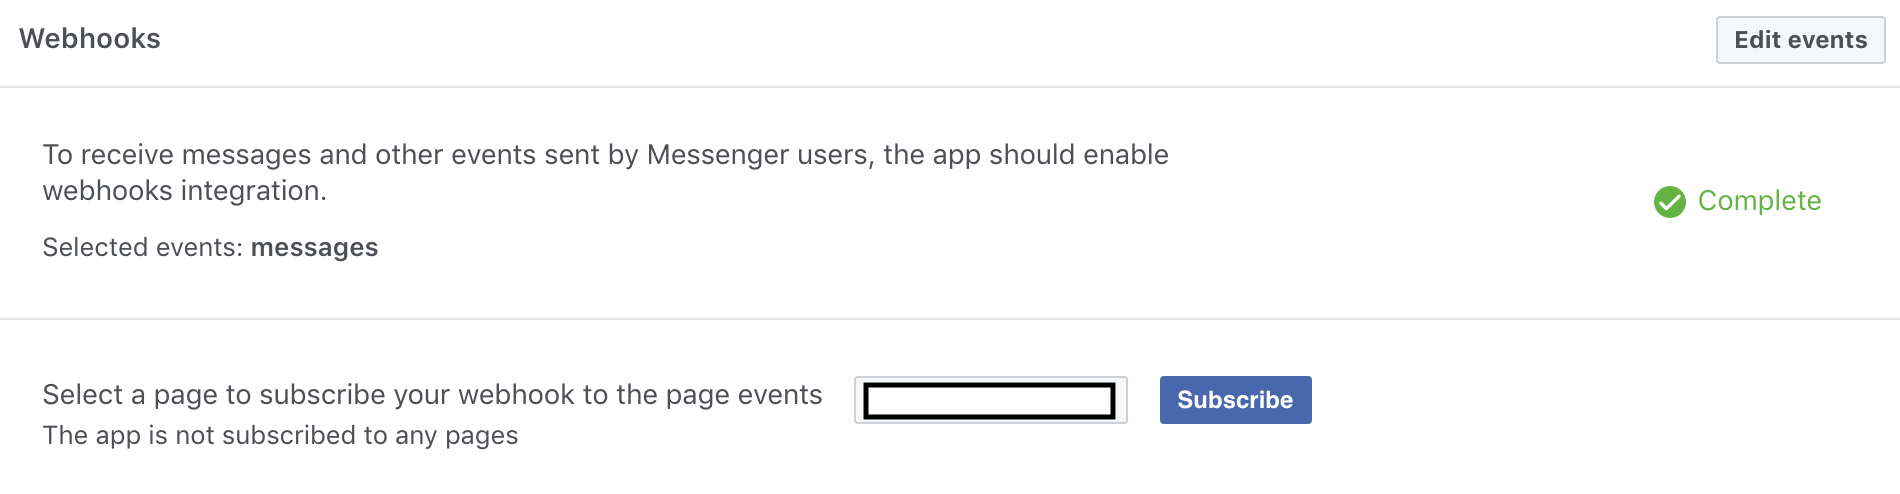 Webhooks
Edit events
To receive messages and other events sent by Messenger users, the app should enable
webhooks integration.
Complete
Selected events: messages
Select a page to subscribe your webhook to the page events
Subscribe
The app is not subscribed to any pages